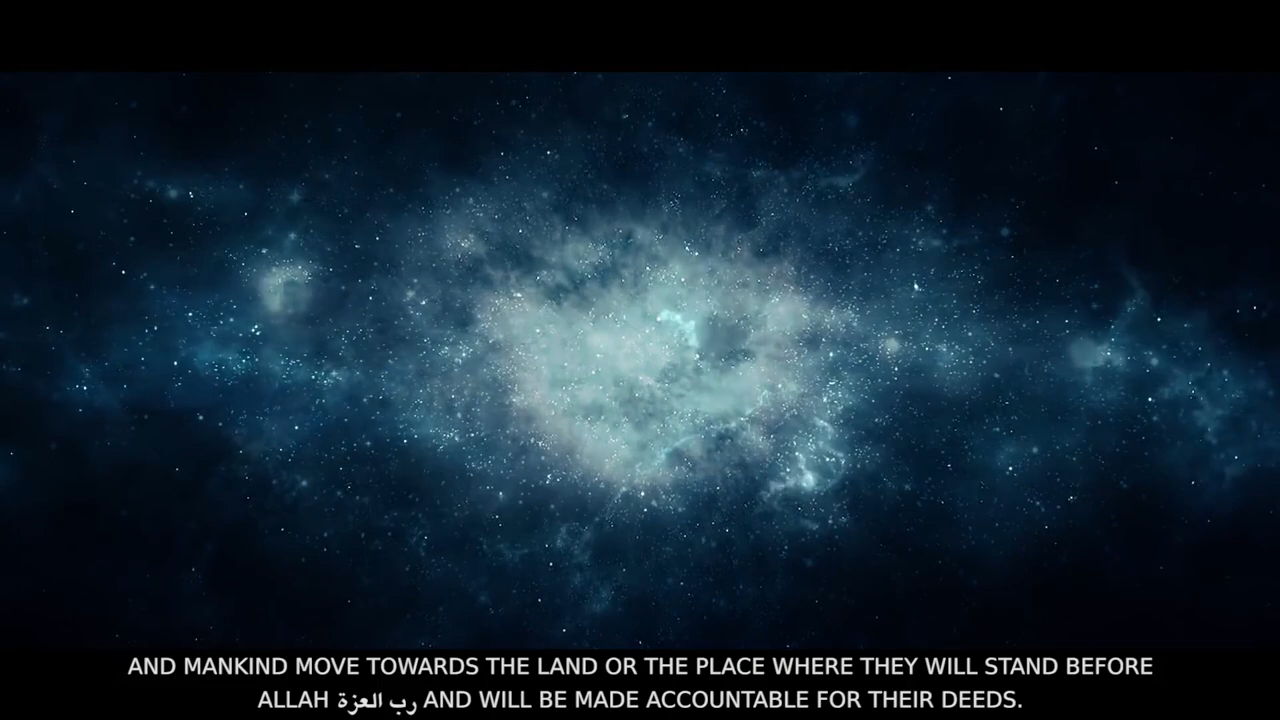 AND MANKIND MOVE TOWARDS THE LAND OR THE PLACE WHERE THEY WILL STAND BEFORE
ALLAH رب العزة AND WILL BE MADE ACCOUNTABLE FOR THEIR DEEDS.